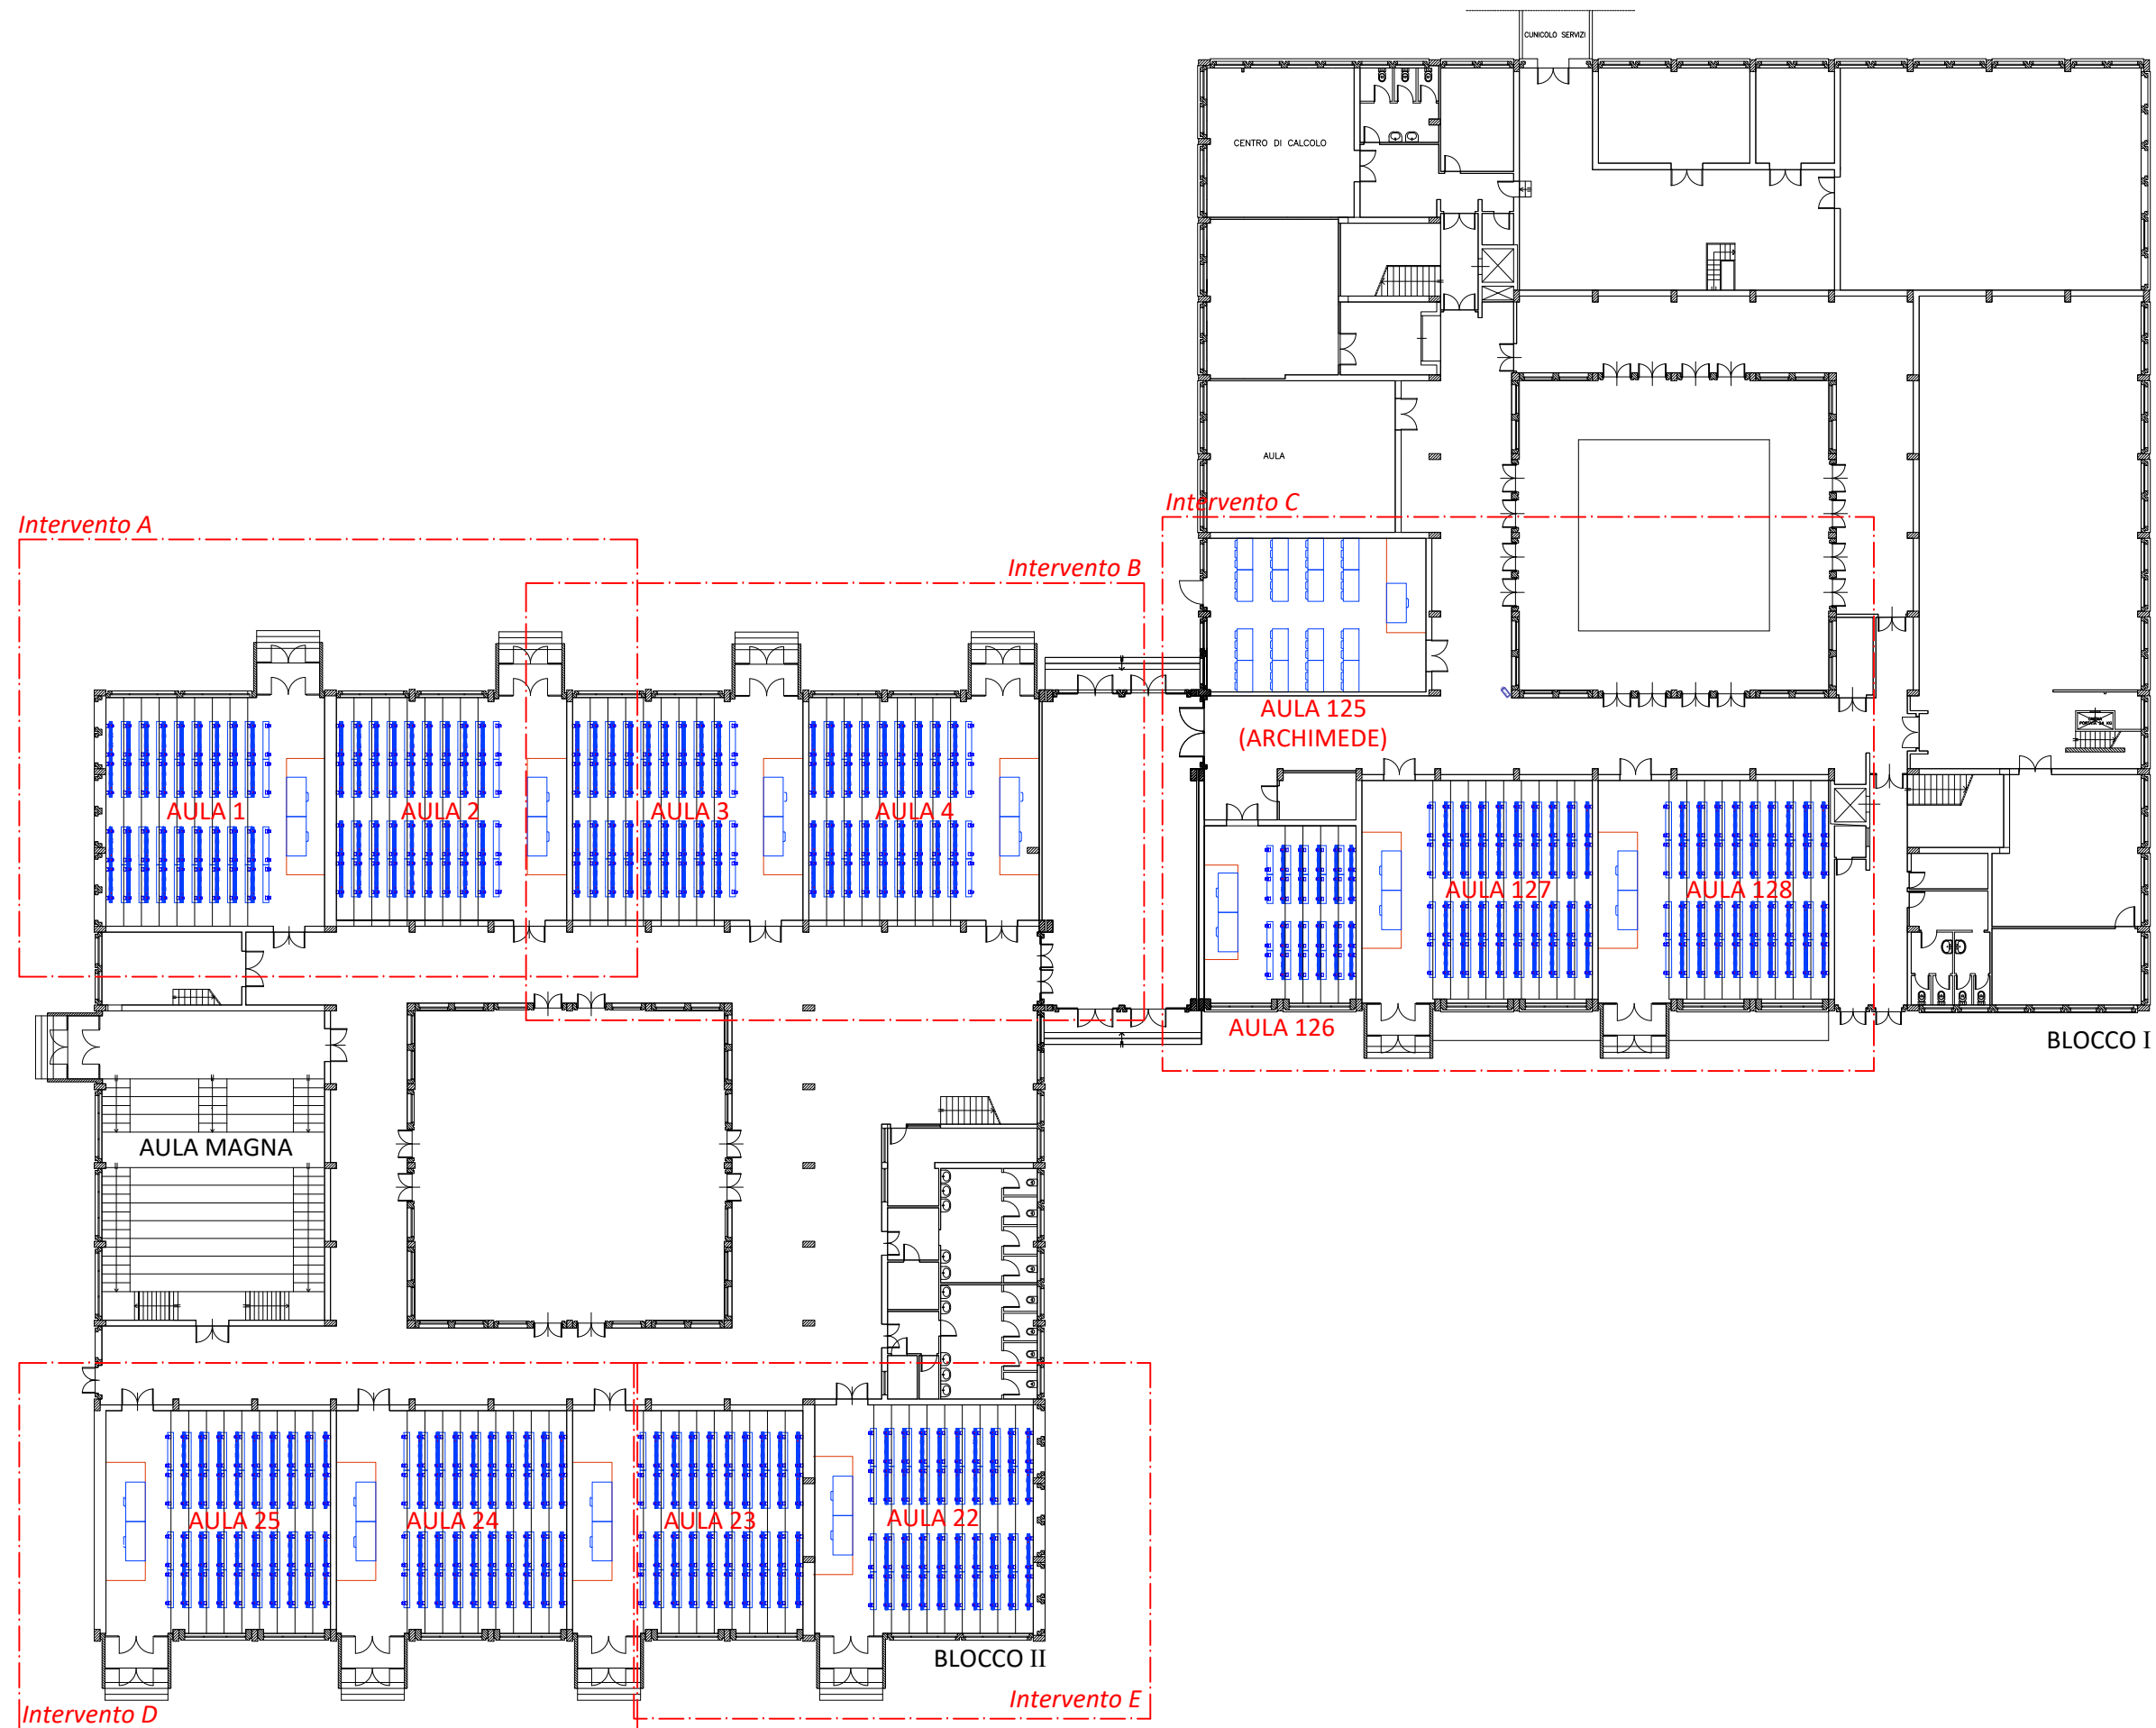 CUNICOLO SERVIZI
CENTRO DI CALCOLO
AULA
Intervento C
Intervento A
Intervento B
AULA 125
(ARCHIMEDE)
AULA 1
AULA 2
AULA 3
AULA 4
AULA 127
AULA 128
AULA 126
BLOCCO I
AULA MAGNA
AULA 25
AULA 24
AULA 23
AULA 22
BLOCCO II
Intervento E
Intervento D